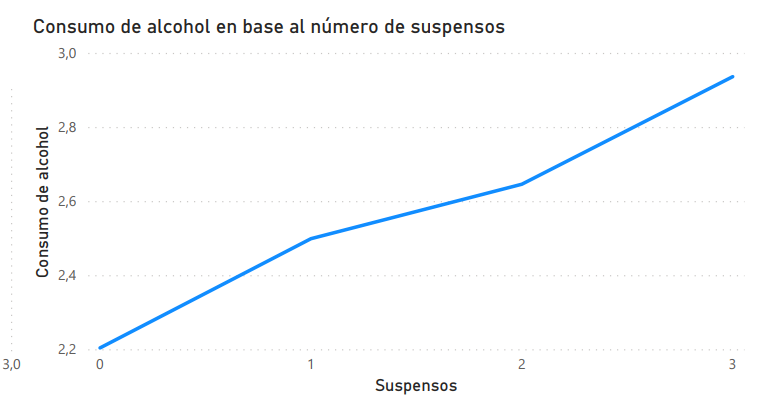 Consumo de alcohol en base al número de suspensos
3,0
2,8
2,6
2,4
2,2
Consumo de alcohol
3,0
0 1 2 3
Suspensos